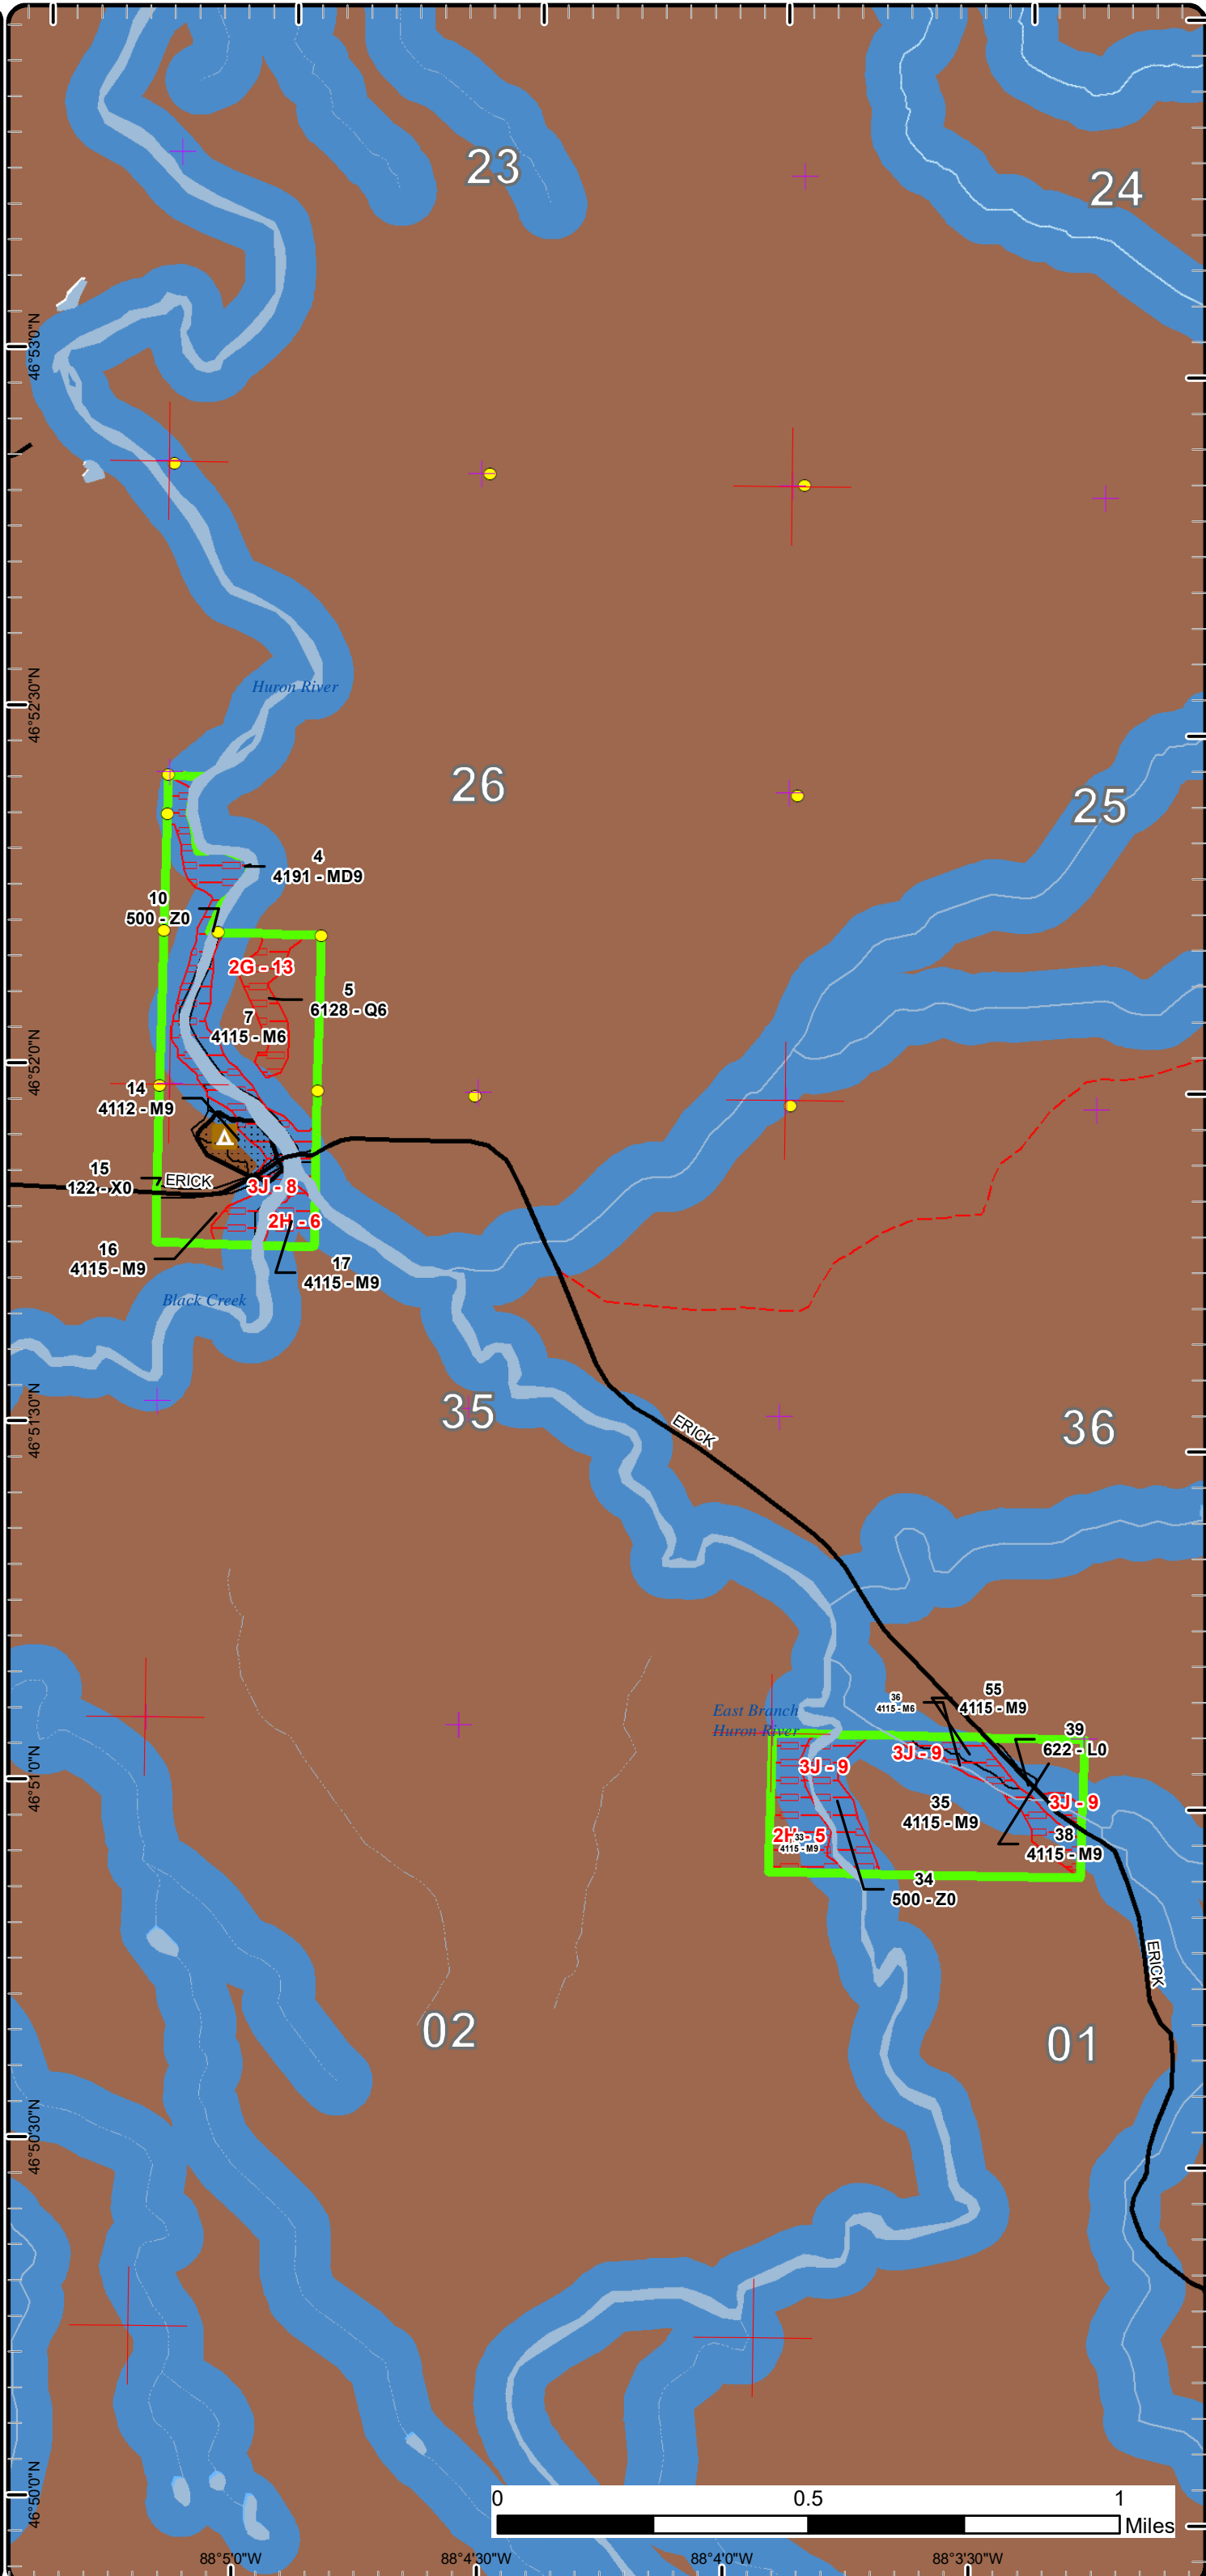 23
24
46°53'0"N
Huron River
46°52'30"N
26
25
4
4191 - MD9
10
500 - Z0
2G - 13
5
6128 - Q6
7
4115 - M6
46°52'0"N
14
4112 - M9
15
122 - X0
ERICK
3J - 8
2H - 6
16
4115 - M9
17
4115 - M9
Black Creek
46°51'30"N
35
ERICK
36
East Branch
Huron River
36
4115 - M6
55
4115 - M9
39
622 - L0
46°51'0"N
3J - 9
3J - 9
3J - 9
35
4115 - M9
2H - 5
33
4115 - M9
38
4115 - M9
34
500 - Z0
ERICK
02
01
46°50'30"N
46°50'0"N
0
0.5
1
Miles
88°5'0"W
88°4'30"W
88°4'0"W
88°3'30"W